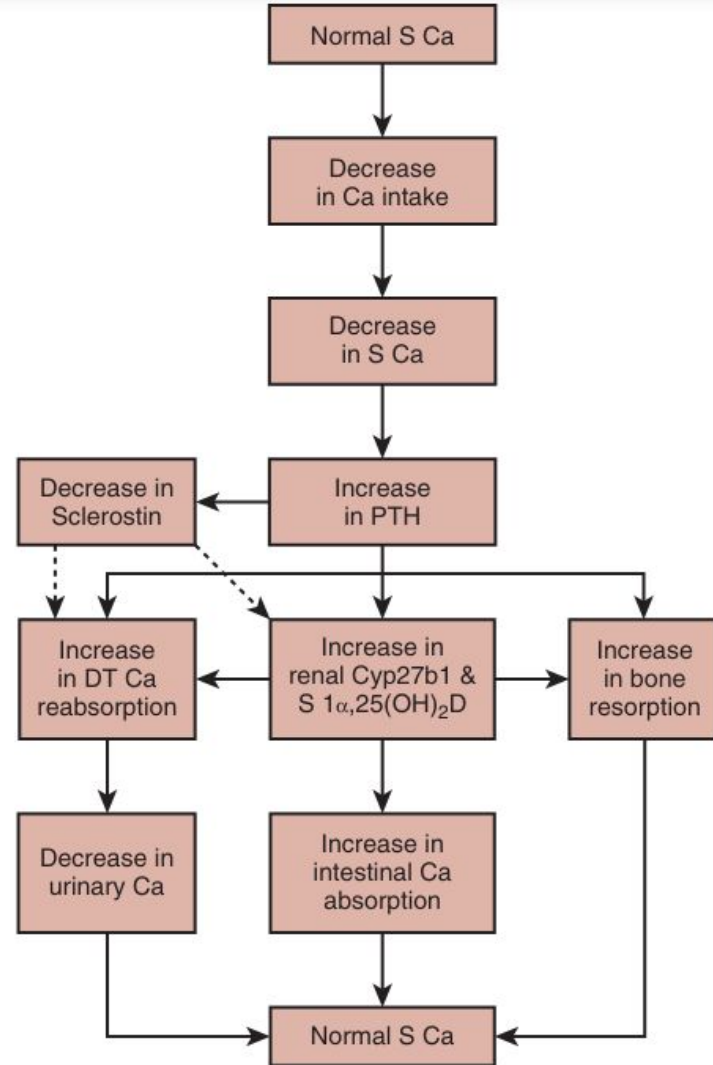 Normal S Ca
Decrease
in Ca intake
Decrease
in S Ca
Decrease in
Sclerostin
Increase
in PTH
Increase
in DT Ca
reabsorption
Increase in
renal Cyp27b1 &
S 1α,25(OH)₂D
Increase
in bone
resorption
Decrease in
urinary Ca
Increase in
intestinal Ca
absorption
Normal S Ca